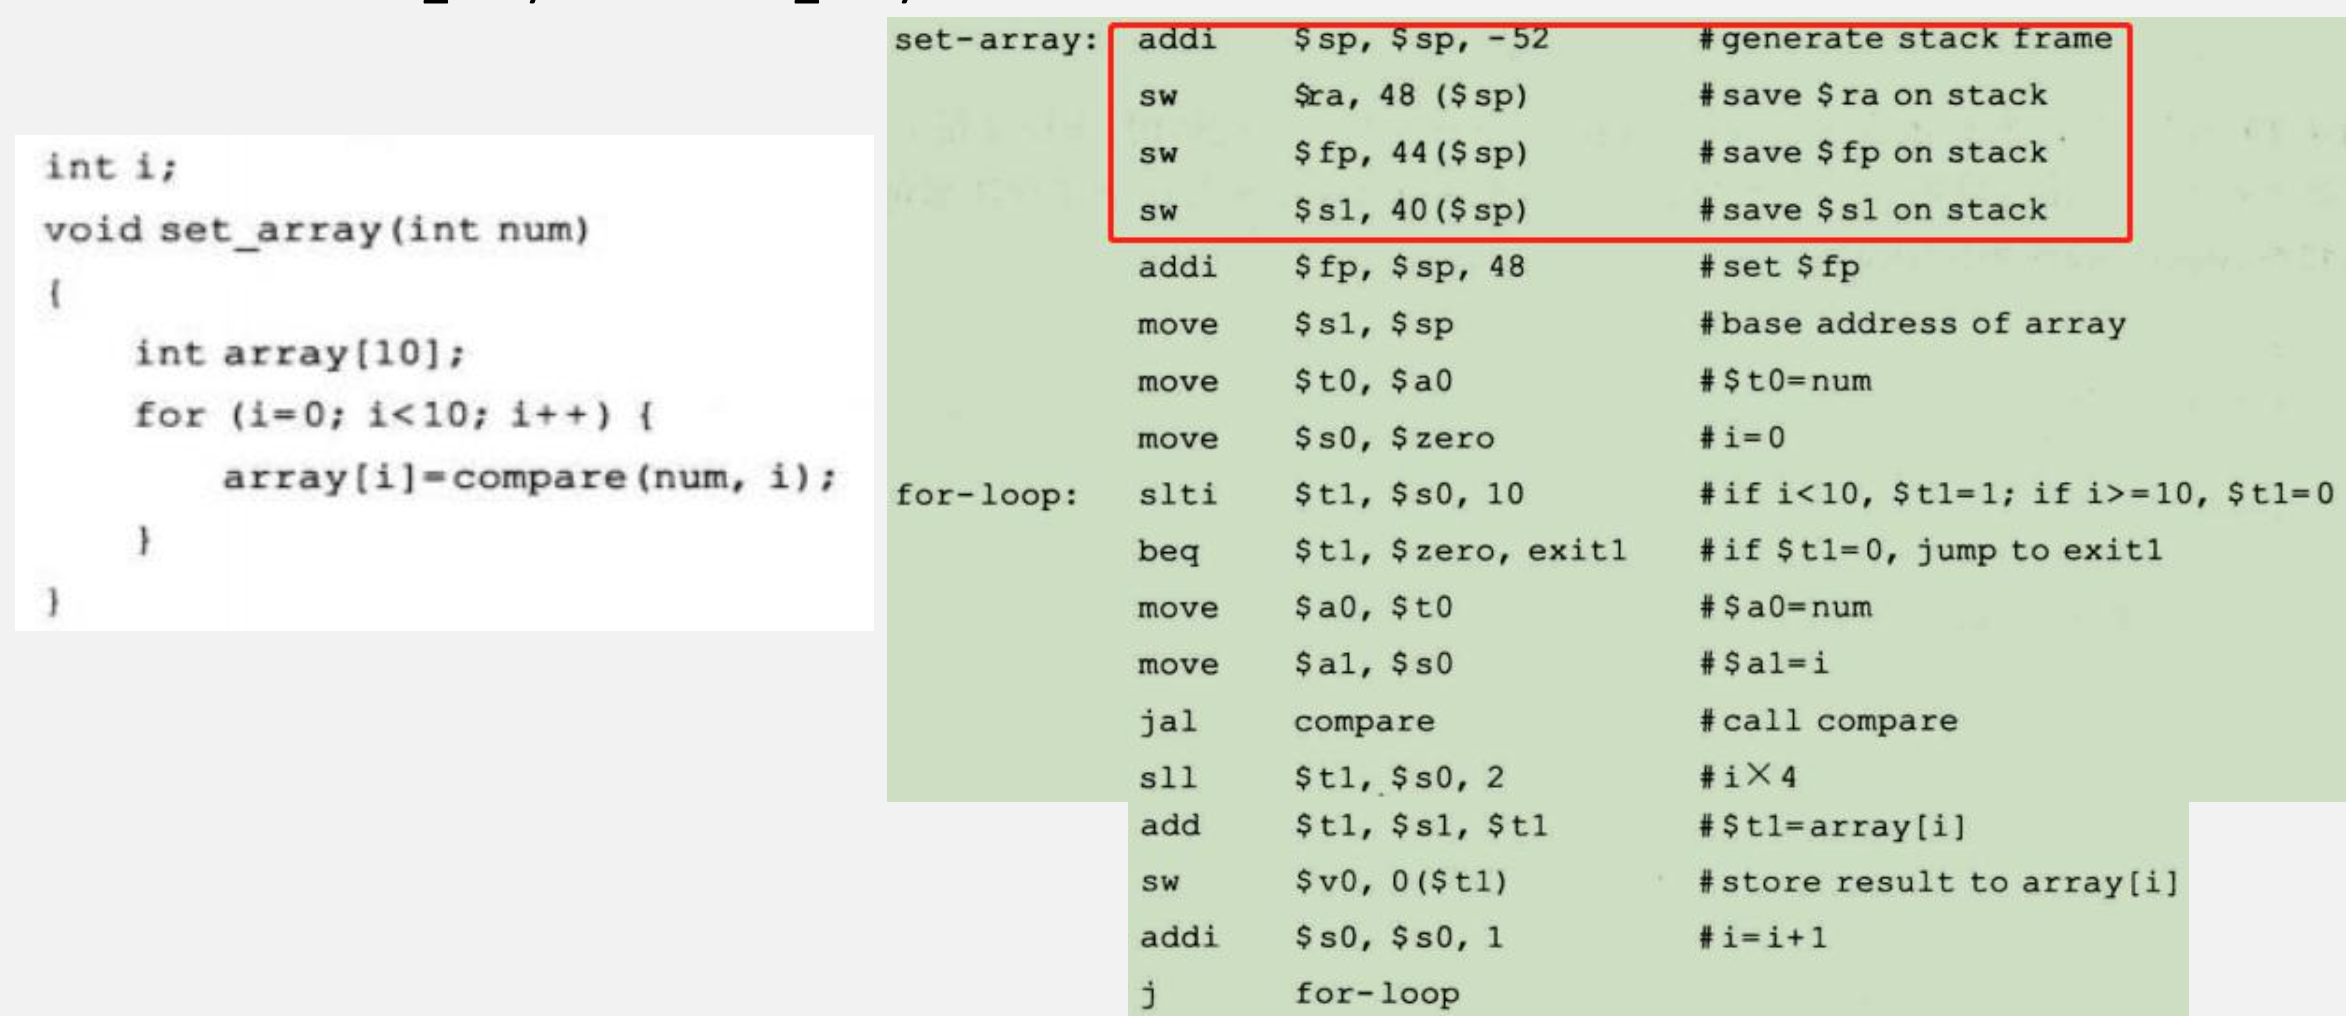 int i;
void set_array(int num)
{
int array[10];
for (i=0; i<10; i++) {
array[i]=compare(num, i);
}
}
set-array: addi $sp, $sp, -52 #generate stack frame
sw $ra, 48 ($sp) #save $ra on stack
sw $fp, 44($sp) #save $fp on stack
sw $s1, 40($sp) #save $s1 on stack
addi $fp, $sp, 48 #set $fp
move $s1, $sp #base address of array
move $t0, $a0 #$t0=num
move $s0, $zero #i=0
for-loop: slti $t1, $s0, 10 #if i<10, $t1=1; if i>=10, $t1=0
beq $t1, $zero, exit1 #if $t1=0, jump to exit1
move $a0, $t0 #$a0=num
move $a1, $s0 #$a1=i
jal compare #call compare
sll $t1, $s0, 2 #i×4
add $t1, $s1, $t1 #$t1=array[i]
sw $v0, 0($t1) #store result to array[i]
addi $s0, $s0, 1 #i=i+1
j for-loop